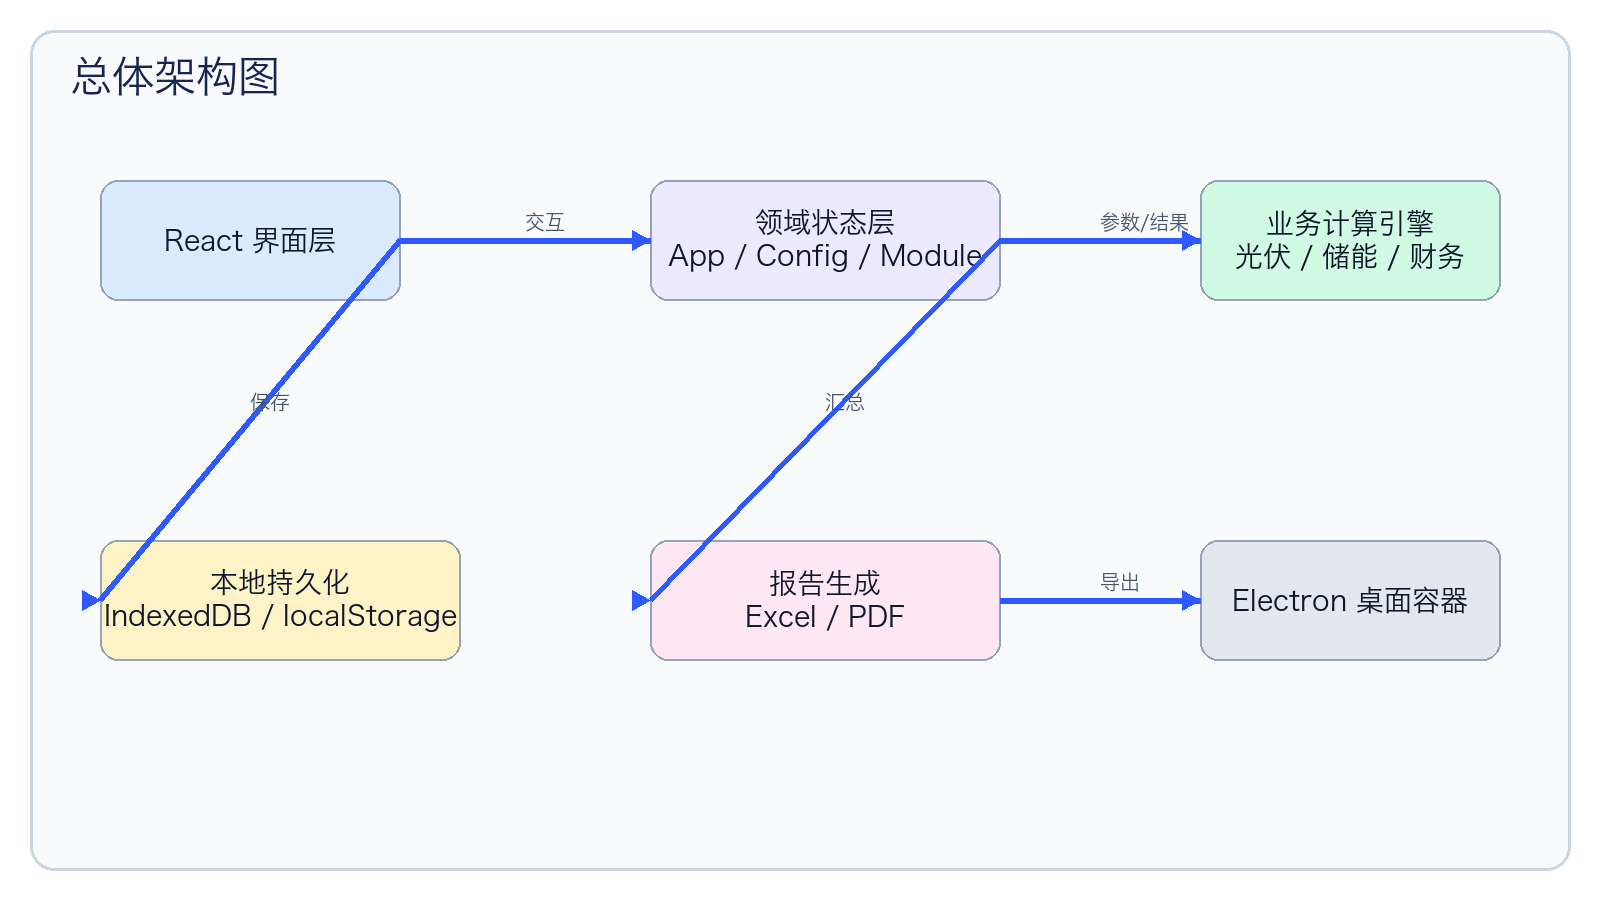 总体架构图
React 界面层
交互
领域状态层
App / Config / Module
参数/结果
业务计算引擎
光伏 / 储能 / 财务
保存
汇总
本地持久化
IndexedDB / localStorage
报告生成
Excel / PDF
导出
Electron 桌面容器